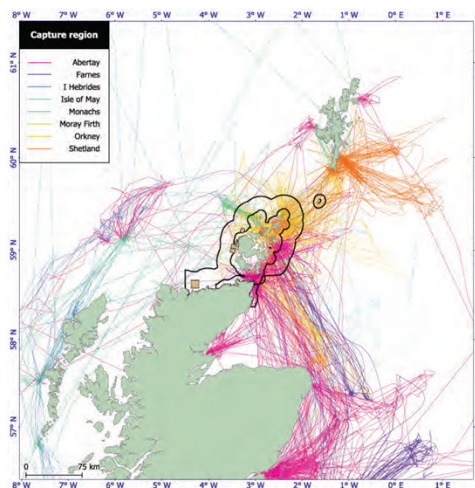 8° W 7° W 6° W 5° W 4° W 3° W 2° W 1° W 0° E 1° E
Capture region
Abertay
Farnes
I Hebrides
Isle of May
Monachs
Moray Firth
Orkney
Shetland
61° N
60° N
59° N
58° N
57° N
0 75 km
8° W 7° W 6° W 5° W 4° W 3° W 2° W 1° W 0° E 1° E